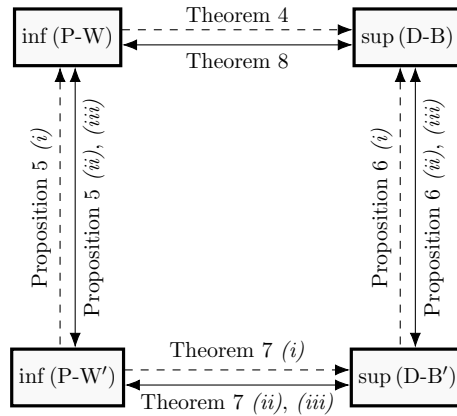 Theorem 4
inf (P-W)
sup (D-B)
Theorem 8
Proposition 5 (i)
Proposition 5 (ii), (iii)
Proposition 6 (i)
Proposition 6 (ii), (iii)
Theorem 7 (i)
inf (P-W′)
sup (D-B′)
Theorem 7 (ii), (iii)